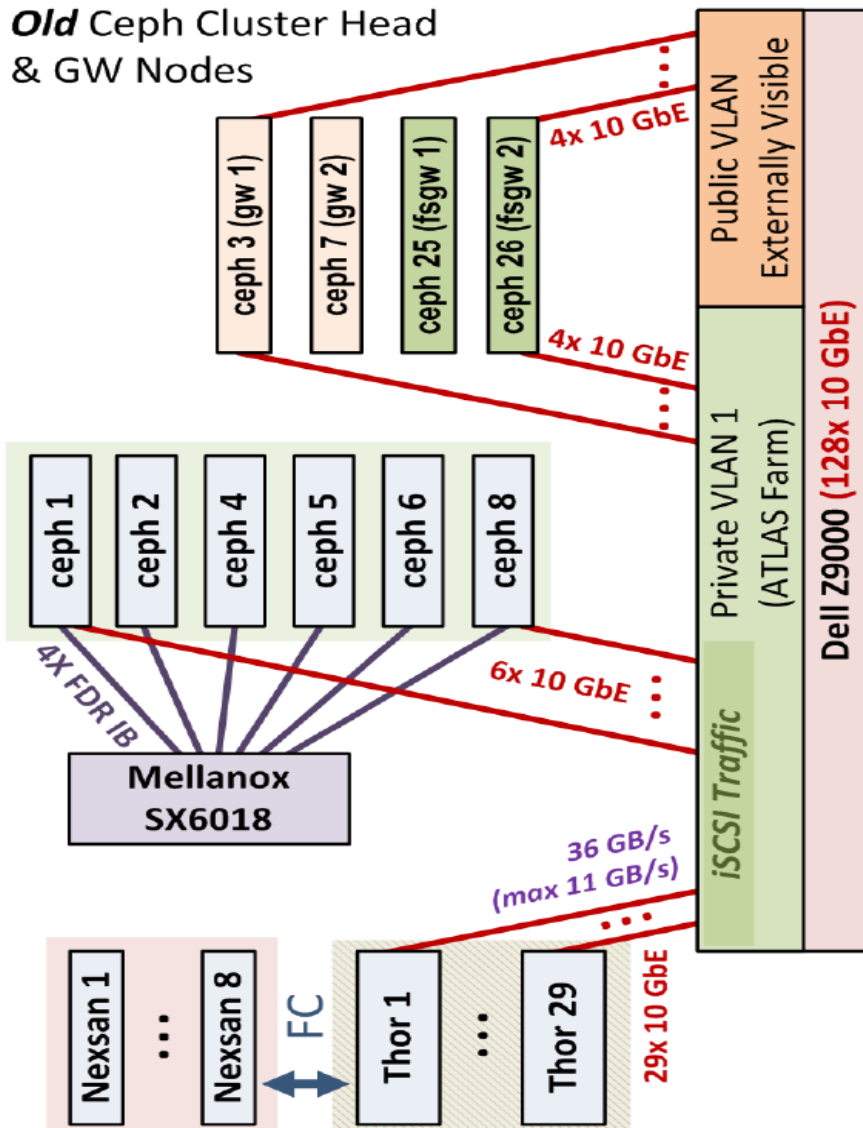 Old Ceph Cluster Head
& GW Nodes
ceph 3 (gw 1)
ceph 7 (gw 2)
ceph 25 (fsgw 1)
ceph 26 (fsgw 2)
4x 10 GbE
4x 10 GbE
Public VLAN
Externally Visible
Private VLAN 1
(ATLAS Farm)
Dell Z9000 (128x 10 GbE)
iSCSI Traffic
ceph 1
ceph 2
ceph 4
ceph 5
ceph 6
ceph 8
4X FDR IB
6x 10 GbE
Mellanox
SX6018
36 GB/s
(max 11 GB/s)
Nexsan 1
...
Nexsan 8
FC
Thor 1
...
Thor 29
29x 10 GbE